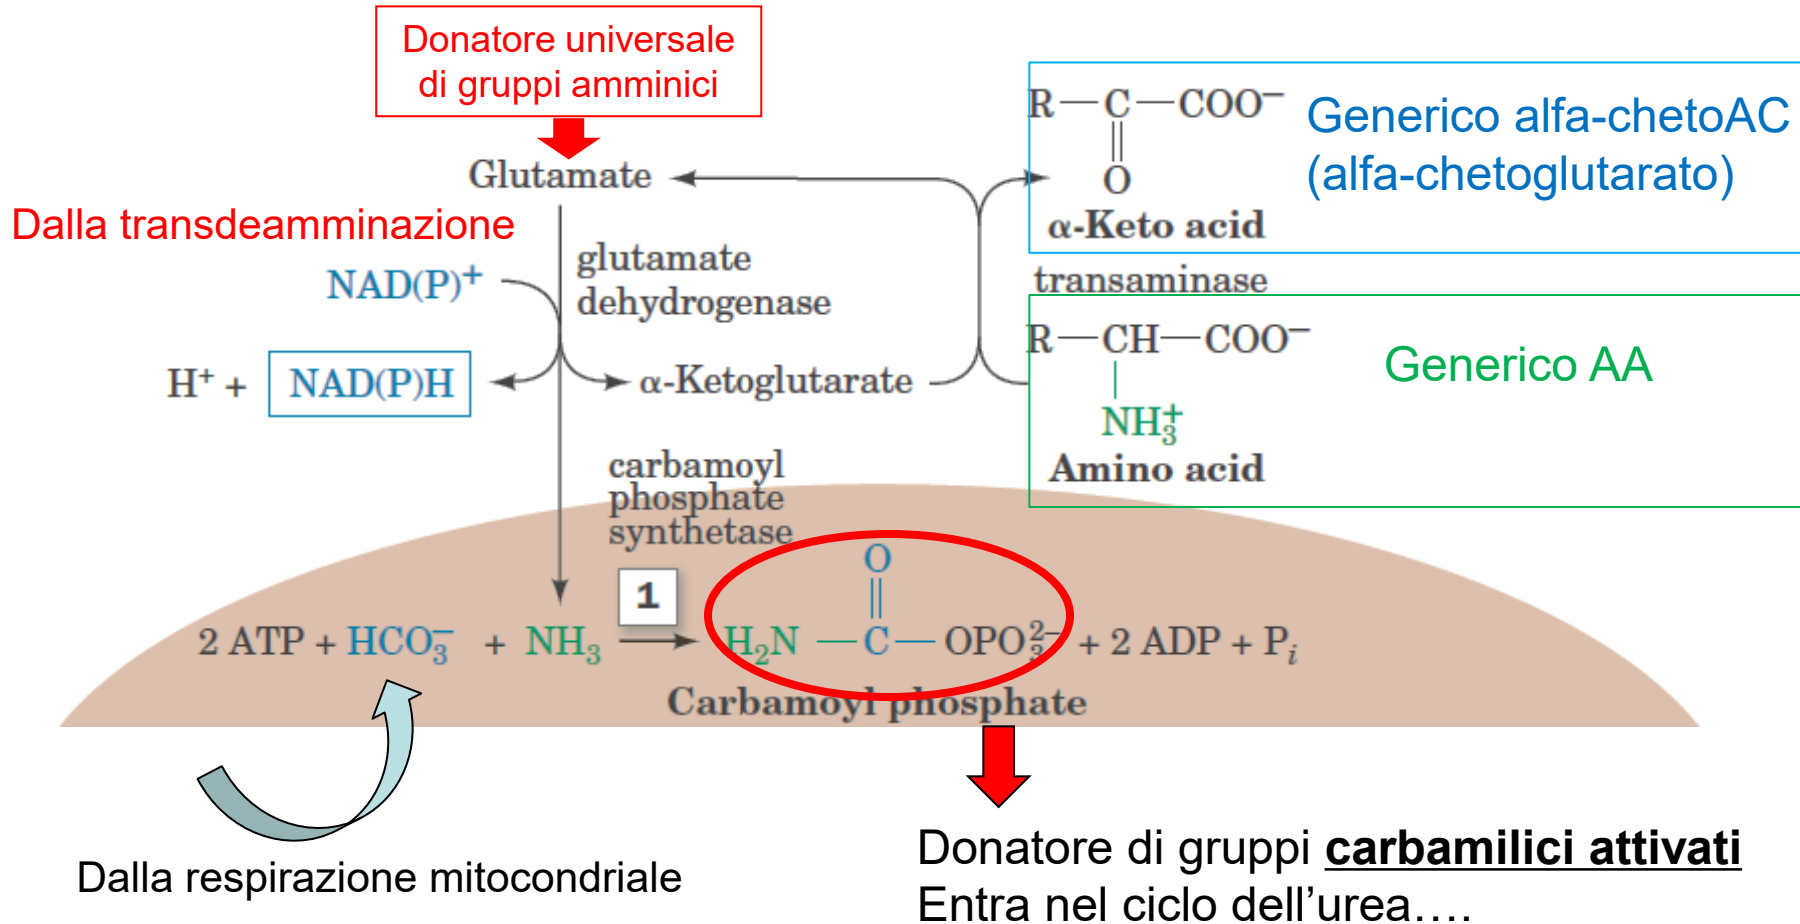 Donatore universale
di gruppi amminici
R—C—COO⁻
O
α-Keto acid
Generico alfa-chetoAC
(alfa-chetoglutarato)
Glutamate
Dalla transdeamminazione
glutamate
dehydrogenase
NAD(P)⁺
transaminase
R—CH—COO⁻
NH₃⁺
Amino acid
Generico AA
H⁺ + NAD(P)H
α-Ketoglutarate
carbamoyl
phosphate
synthetase
1
O
2 ATP + HCO₃⁻ + NH₃ → H₂N—C—OPO₃²⁻ + 2 ADP + Pᵢ
Carbamoyl phosphate
Dalla respirazione mitocondriale
Donatore di gruppi carbamilici attivati
Entra nel ciclo dell’urea….